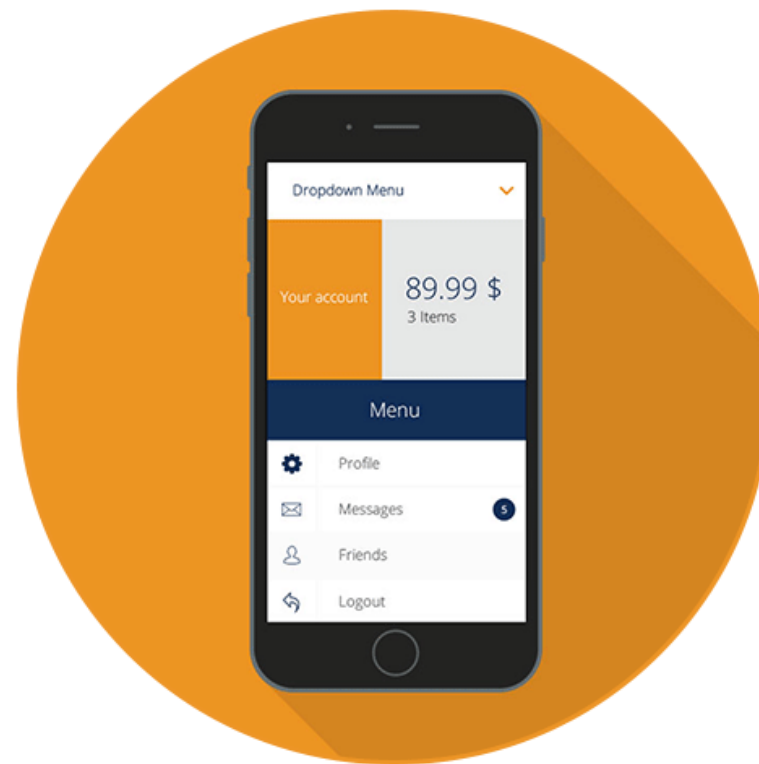 Dropdown Menu
Your account
89.99 $
3 Items
Menu
Profile
Messages 5
Friends
Logout